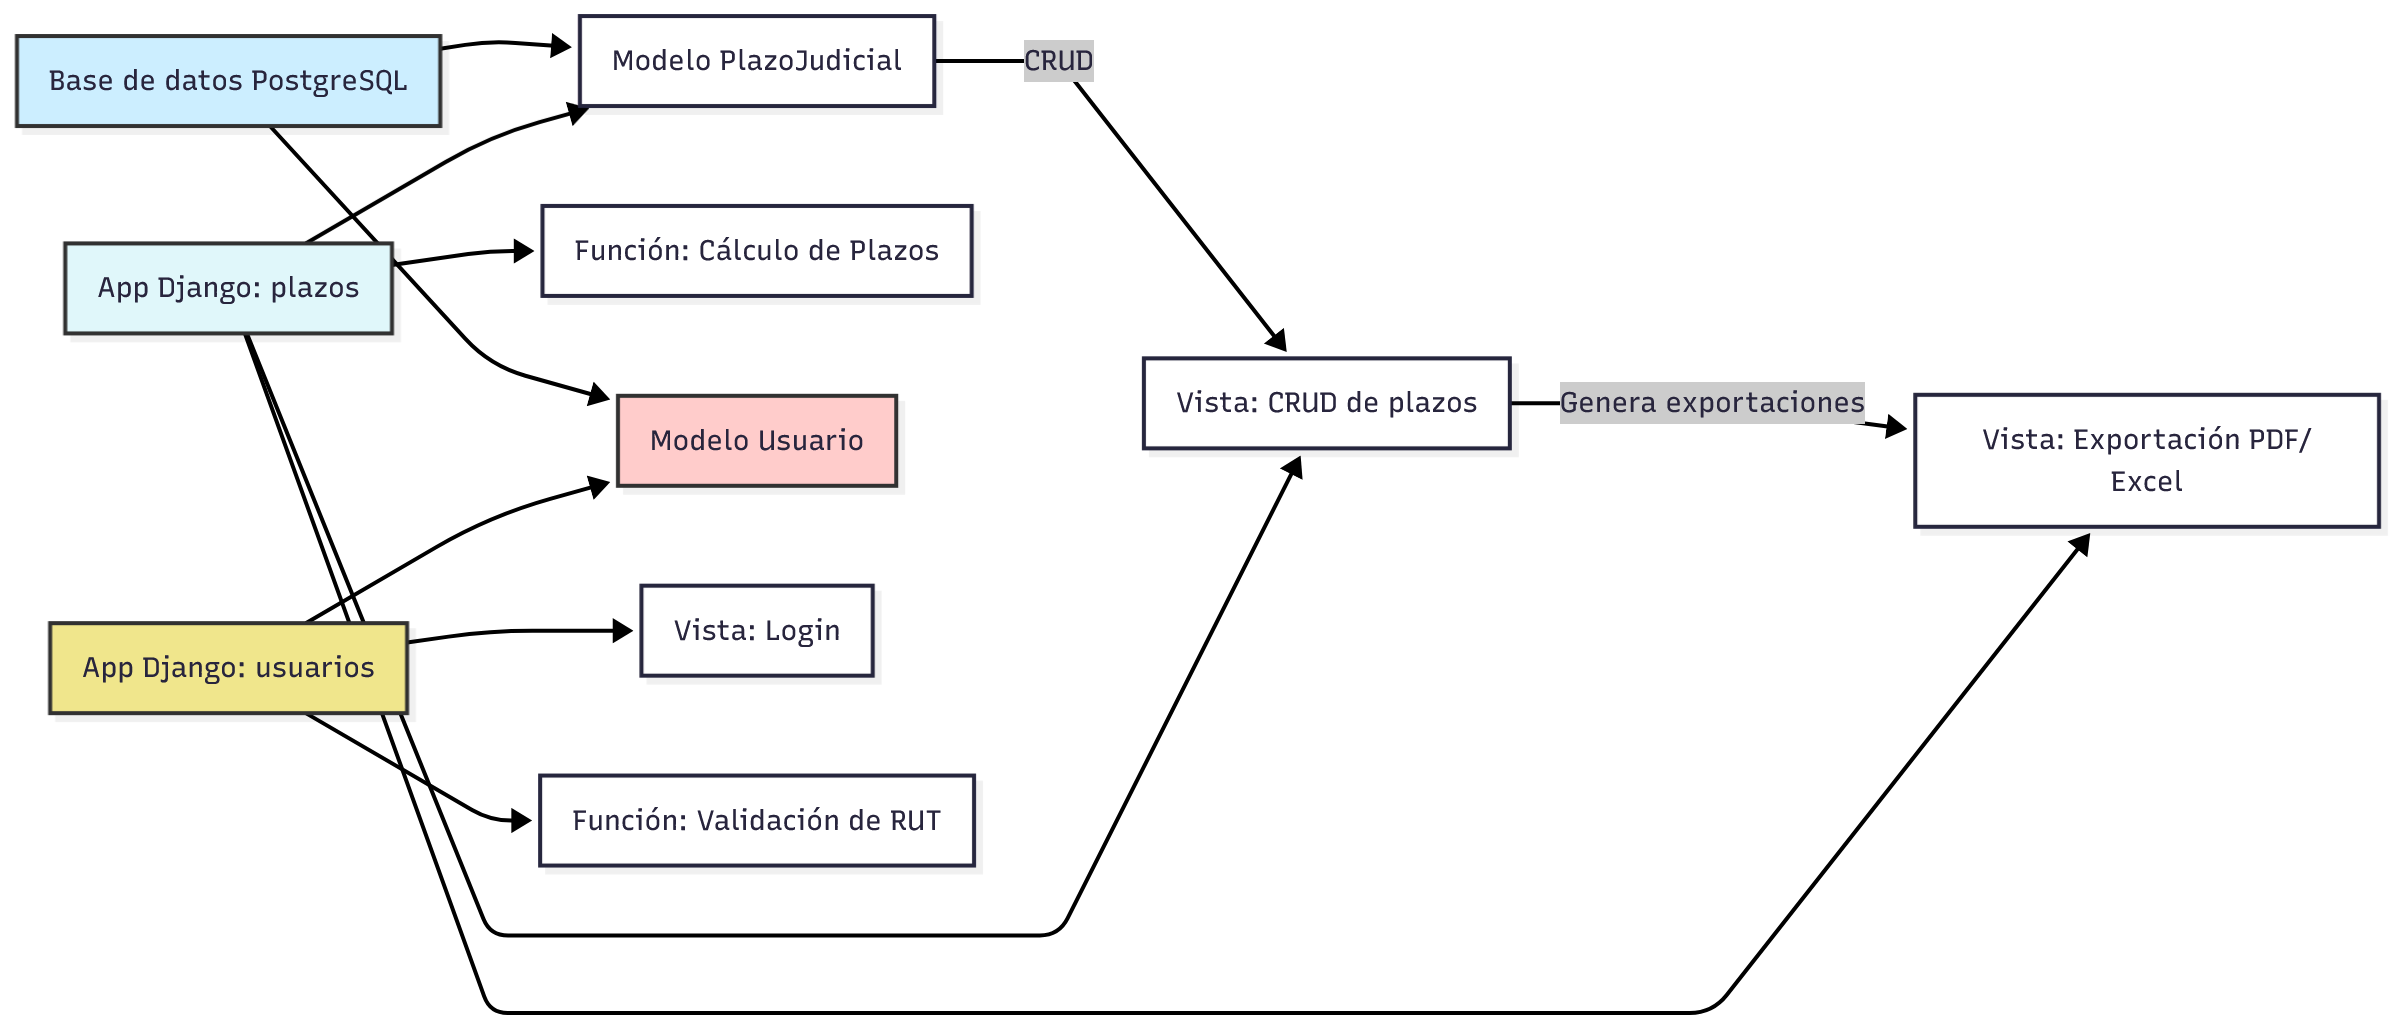 Base de datos PostgreSQL
Modelo PlazoJudicial
CRUD
Función: Cálculo de Plazos
App Django: plazos
Vista: CRUD de plazos
Genera exportaciones
Vista: Exportación PDF/
Excel
Modelo Usuario
Vista: Login
App Django: usuarios
Función: Validación de RUT